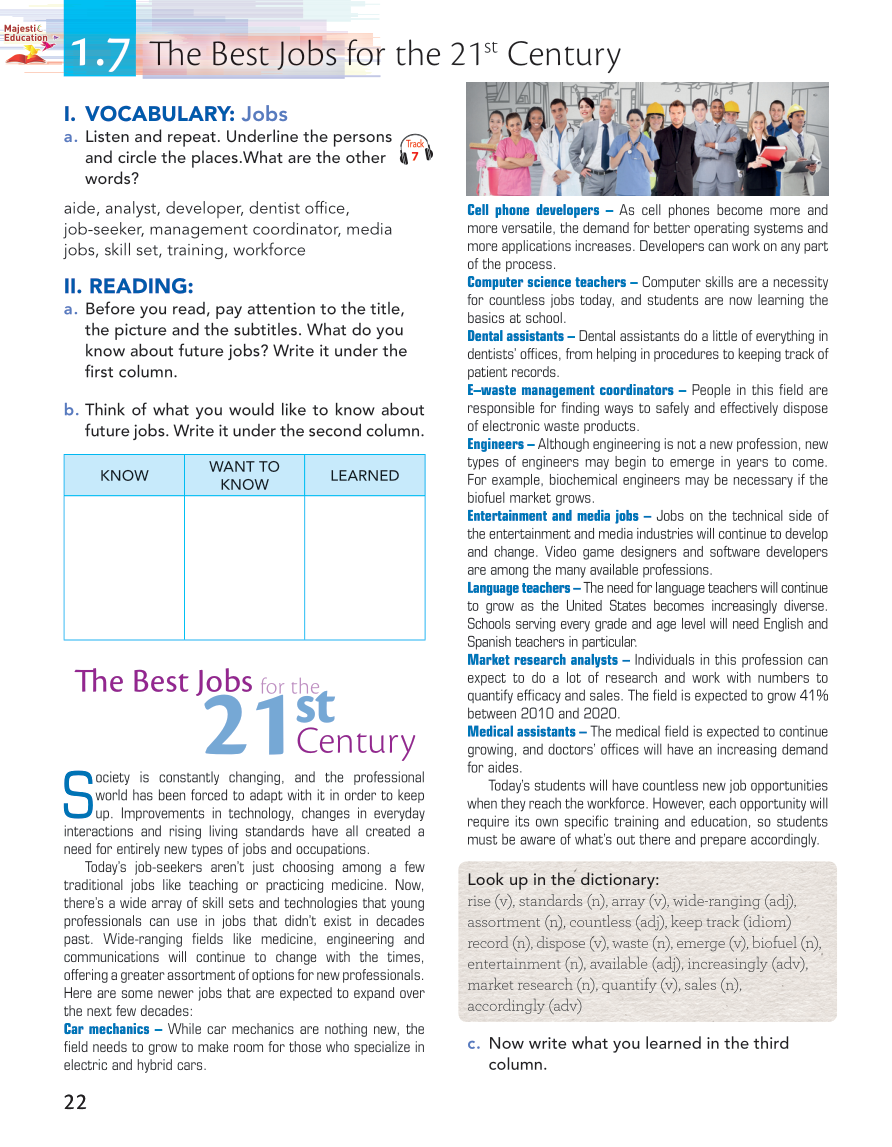 Majestic
Education
1.7 The Best Jobs for the 21st Century
I. VOCABULARY: Jobs
a. Listen and repeat. Underline the persons
and circle the places.What are the other
words?
Track
7
aide, analyst, developer, dentist office,
job-seeker, management coordinator, media
jobs, skill set, training, workforce
II. READING:
a. Before you read, pay attention to the title,
the picture and the subtitles. What do you
know about future jobs? Write it under the
first column.
b. Think of what you would like to know about
future jobs. Write it under the second column.
KNOW
WANT TO
KNOW
LEARNED
The Best Jobs for the
21st
Century
Society is constantly changing, and the professional
world has been forced to adapt with it in order to keep
up. Improvements in technology, changes in everyday
interactions and rising living standards have all created a
need for entirely new types of jobs and occupations.
Today's job-seekers aren't just choosing among a few
traditional jobs like teaching or practicing medicine. Now,
there's a wide array of skill sets and technologies that young
professionals can use in jobs that didn't exist in decades
past. Wide-ranging fields like medicine, engineering and
communications will continue to change with the times,
offering a greater assortment of options for new professionals.
Here are some newer jobs that are expected to expand over
the next few decades:
Car mechanics – While car mechanics are nothing new, the
field needs to grow to make room for those who specialize in
electric and hybrid cars.
Cell phone developers – As cell phones become more and
more versatile, the demand for better operating systems and
more applications increases. Developers can work on any part
of the process.
Computer science teachers – Computer skills are a necessity
for countless jobs today, and students are now learning the
basics at school.
Dental assistants – Dental assistants do a little of everything in
dentists' offices, from helping in procedures to keeping track of
patient records.
E–waste management coordinators – People in this field are
responsible for finding ways to safely and effectively dispose
of electronic waste products.
Engineers – Although engineering is not a new profession, new
types of engineers may begin to emerge in years to come.
For example, biochemical engineers may be necessary if the
biofuel market grows.
Entertainment and media jobs – Jobs on the technical side of
the entertainment and media industries will continue to develop
and change. Video game designers and software developers
are among the many available professions.
Language teachers – The need for language teachers will continue
to grow as the United States becomes increasingly diverse.
Schools serving every grade and age level will need English and
Spanish teachers in particular.
Market research analysts – Individuals in this profession can
expect to do a lot of research and work with numbers to
quantify efficacy and sales. The field is expected to grow 41%
between 2010 and 2020.
Medical assistants – The medical field is expected to continue
growing, and doctors' offices will have an increasing demand
for aides.
Today's students will have countless new job opportunities
when they reach the workforce. However, each opportunity will
require its own specific training and education, so students
must be aware of what's out there and prepare accordingly.
Look up in the dictionary:
rise (v), standards (n), array (v), wide-ranging (adj),
assortment (n), countless (adj), keep track (idiom)
record (n), dispose (v), waste (n), emerge (v), biofuel (n),
entertainment (n), available (adj), increasingly (adv),
market research (n), quantify (v), sales (n),
accordingly (adv)
c. Now write what you learned in the third
column.
22